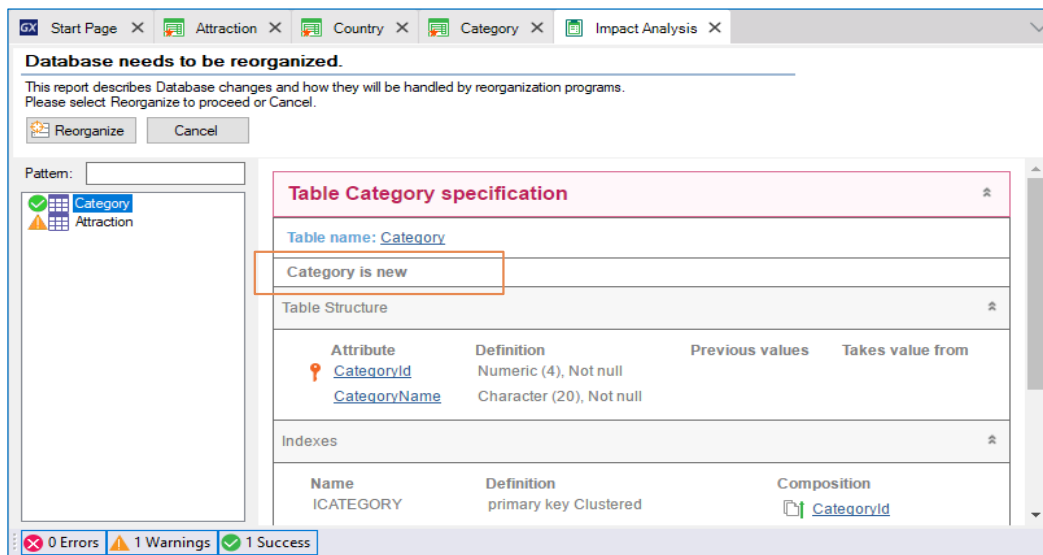 GX Start Page Attraction Country Category Impact Analysis
Database needs to be reorganized.
This report describes Database changes and how they will be handled by reorganization programs.
Please select Reorganize to proceed or Cancel.
Reorganize Cancel
Pattern:
Category
Attraction
Table Category specification
Table name: Category
Category is new
Table Structure
Attribute Definition Previous values Takes value from
CategoryId Numeric (4), Not null
CategoryName Character (20), Not null
Indexes
Name Definition Composition
ICATEGORY primary key Clustered CategoryId
0 Errors 1 Warnings 1 Success